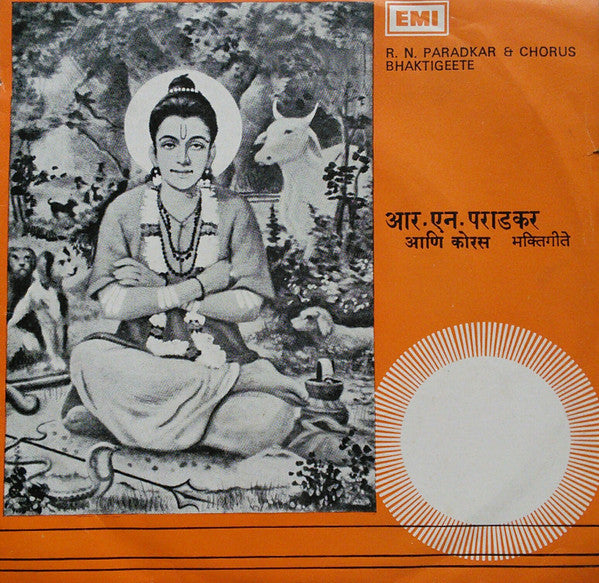 EMI
R. N. PARADKAR & CHORUS
BHAKTIGEETE
आर. एन. पराडकर
आणि कोरस भक्तिगीते